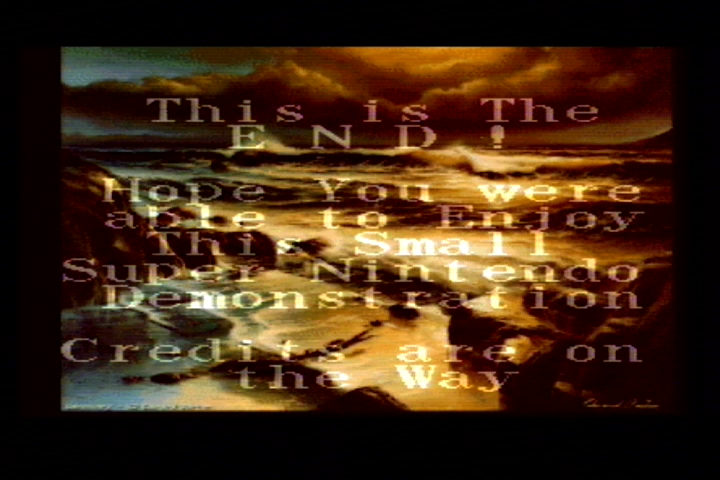 This is The
E N D !
Hope You were
able to Enjoy
This Small
Super Nintendo
Demonstration
Credits are on
the Way